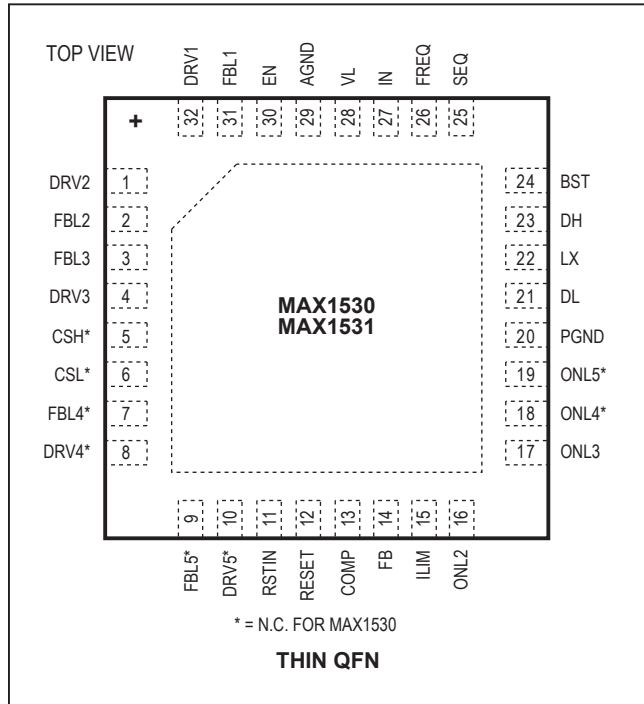 TOP VIEW
DRV1
FBL1
EN
AGND
VL
IN
FREQ
SEQ
+
32
31
30
29
28
27
26
25
DRV2 1
FBL2 2
FBL3 3
DRV3 4
CSH* 5
CSL* 6
FBL4* 7
DRV4* 8
MAX1530
MAX1531
24 BST
23 DH
22 LX
21 DL
20 PGND
19 ONL5*
18 ONL4*
17 ONL3
9
10
11
12
13
14
15
16
FBL5*
DRV5*
RSTIN
RESET
COMP
FB
ILIM
ONL2
* = N.C. FOR MAX1530
THIN QFN